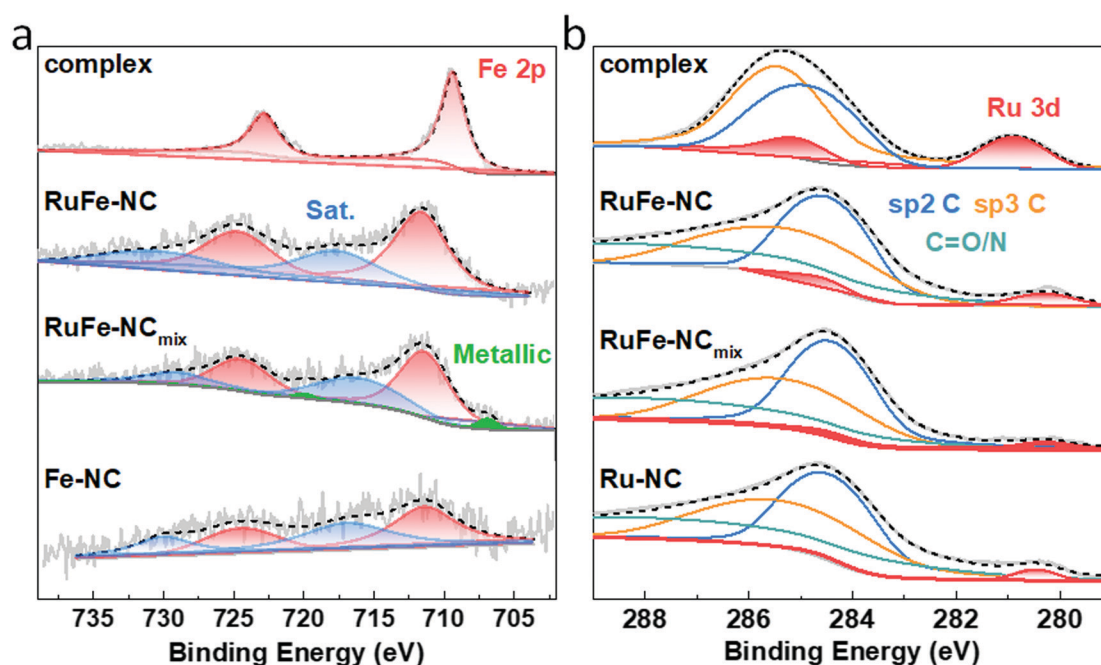 a
complex
Fe 2p
RuFe-NC
Sat.
RuFe-NCmix
Metallic
Fe-NC
735 730 725 720 715 710 705
Binding Energy (eV)
b
complex
Ru 3d
RuFe-NC
sp2 C sp3 C
C=O/N
RuFe-NCmix
Ru-NC
288 286 284 282 280
Binding Energy (eV)